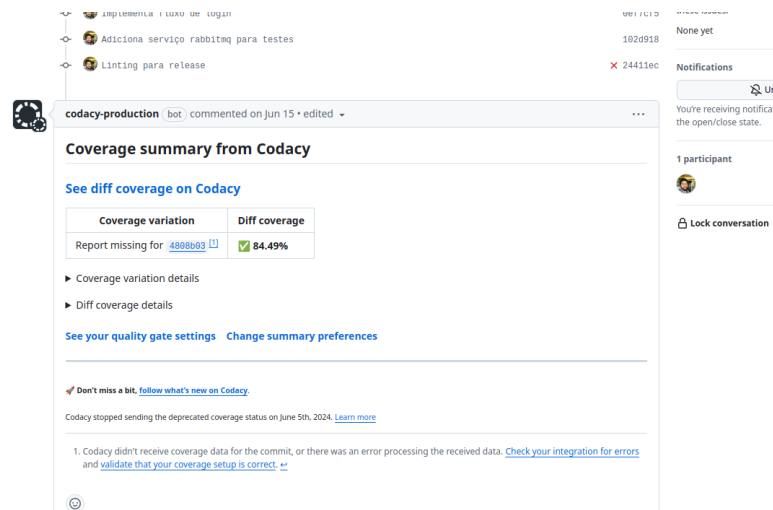 Implementa fluxo de login 0ef7cf5
these issues.
None yet
Adiciona serviço rabbitmq para testes 102d918
Linting para release 24411ec
Notifications
You're receiving notifica
the open/close state.
1 participant
Lock conversation
codacy-production bot commented on Jun 15 • edited
Coverage summary from Codacy
See diff coverage on Codacy
Coverage variation Diff coverage
Report missing for 4808b03 [1] ✅ 84.49%
Coverage variation details
Diff coverage details
See your quality gate settings Change summary preferences
🚀 Don't miss a bit, follow what's new on Codacy.
Codacy stopped sending the deprecated coverage status on June 5th, 2024. Learn more
1. Codacy didn't receive coverage data for the commit, or there was an error processing the received data. Check your integration for errors
and validate that your coverage setup is correct. ↩